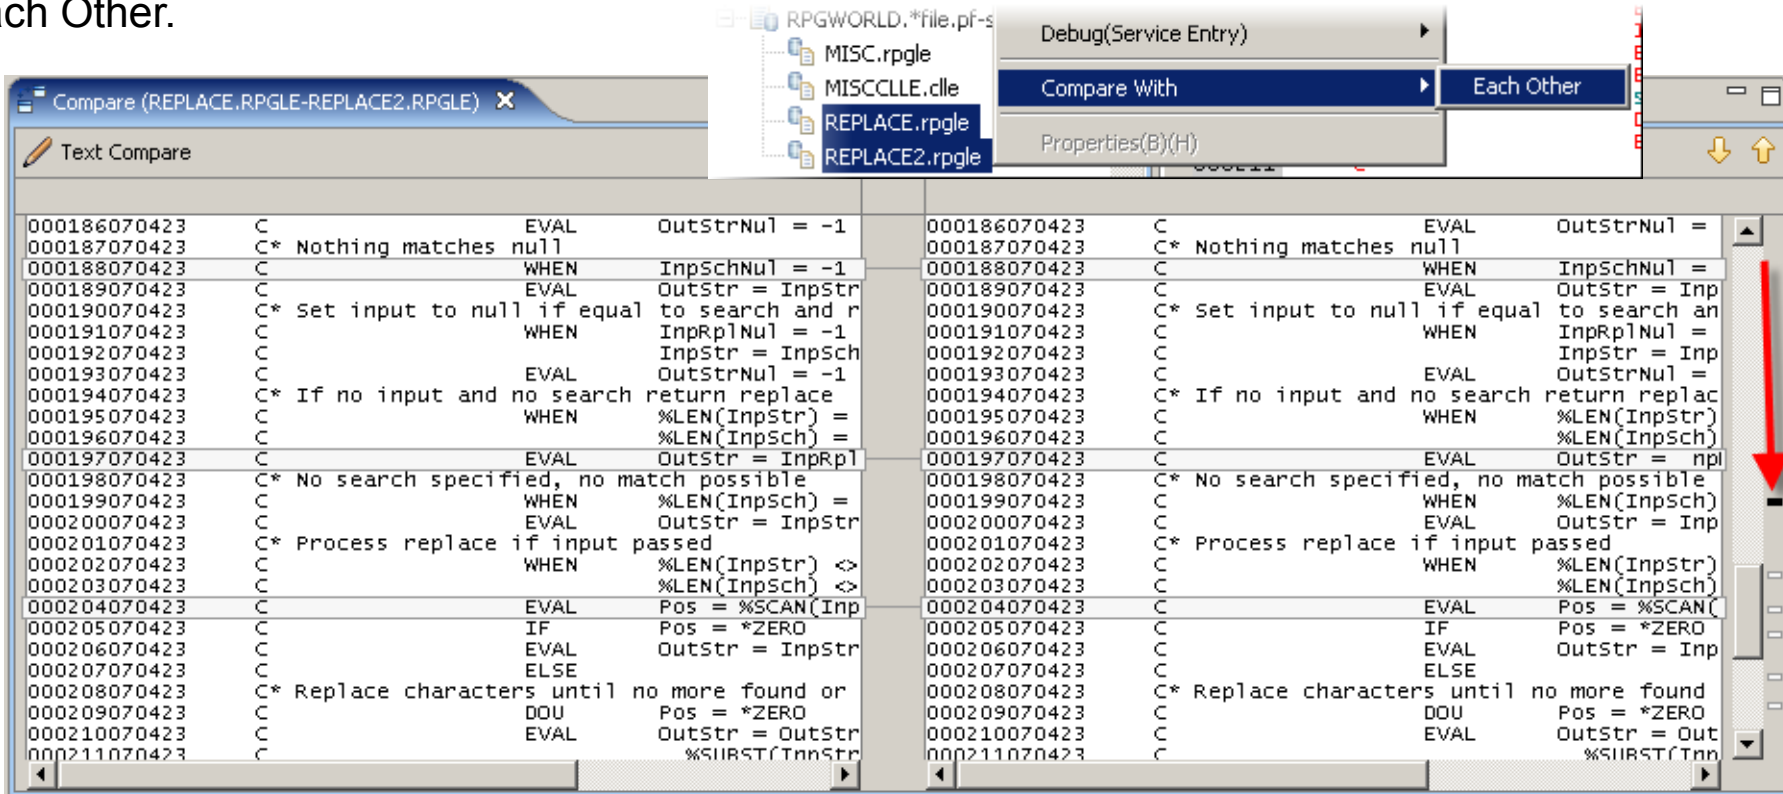 ach Other.
RPGWORLD.*file.pf-s
MISC.rpgle
MISCCLLE.clle
REPLACE.rpgle
REPLACE2.rpgle
Debug(Service Entry)
Compare With
Each Other
Properties(B)(H)
Compare (REPLACE.RPGLE-REPLACE2.RPGLE)
Text Compare
000186070423 C EVAL OutStrNul = -1
000187070423 C* Nothing matches null
000188070423 C WHEN InpSchNul = -1
000189070423 C EVAL OutStr = InpStr
000190070423 C* Set input to null if equal to search and r
000191070423 C WHEN InpRplNul = -1
000192070423 C InpStr = InpSch
000193070423 C EVAL OutStrNul = -1
000194070423 C* If no input and no search return replace
000195070423 C WHEN %LEN(InpStr) =
000196070423 C %LEN(InpSch) =
000197070423 C EVAL OutStr = InpRpl
000198070423 C* No search specified, no match possible
000199070423 C WHEN %LEN(InpSch) =
000200070423 C EVAL OutStr = InpStr
000201070423 C* Process replace if input passed
000202070423 C WHEN %LEN(InpStr) <>
000203070423 C %LEN(InpSch) <>
000204070423 C EVAL Pos = %SCAN(Inp
000205070423 C IF Pos = *ZERO
000206070423 C EVAL OutStr = InpStr
000207070423 C ELSE
000208070423 C* Replace characters until no more found or
000209070423 C DOU Pos = *ZERO
000210070423 C EVAL OutStr = OutStr
000211070423 C %SUBST(InpStr
000186070423 C EVAL OutStrNul =
000187070423 C* Nothing matches null
000188070423 C WHEN InpSchNul =
000189070423 C EVAL OutStr = Inp
000190070423 C* Set input to null if equal to search an
000191070423 C WHEN InpRplNul =
000192070423 C InpStr = Inp
000193070423 C EVAL OutStrNul =
000194070423 C* If no input and no search return replac
000195070423 C WHEN %LEN(InpStr)
000196070423 C %LEN(InpSch)
000197070423 C EVAL OutStr = npl
000198070423 C* No search specified, no match possible
000199070423 C WHEN %LEN(InpSch)
000200070423 C EVAL OutStr = Inp
000201070423 C* Process replace if input passed
000202070423 C WHEN %LEN(InpStr)
000203070423 C %LEN(InpSch)
000204070423 C EVAL Pos = %SCAN(
000205070423 C IF Pos = *ZERO
000206070423 C EVAL OutStr = Inp
000207070423 C ELSE
000208070423 C* Replace characters until no more found
000209070423 C DOU Pos = *ZERO
000210070423 C EVAL OutStr = Out
000211070423 C %SUBST(Inp